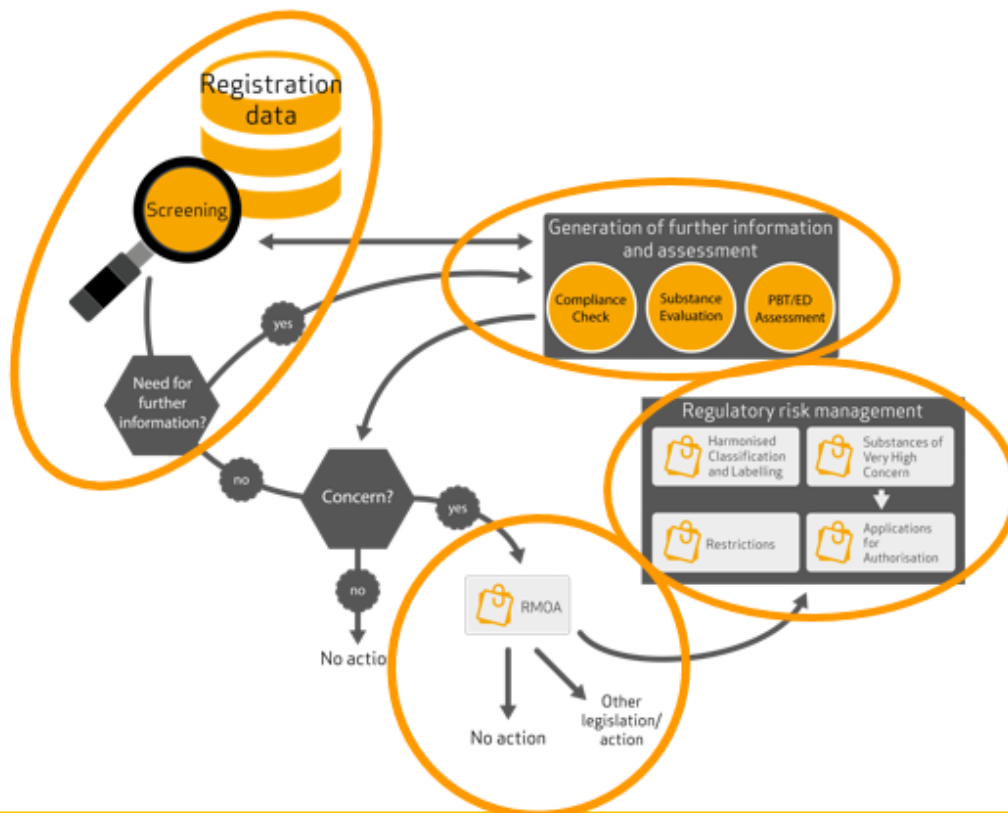 Registration
data
Screening
Generation of further information
and assessment
Compliance
Check
Substance
Evaluation
PBT/ED
Assessment
yes
Need for
further
information?
Regulatory risk management
Harmonised
Classification
and Labelling
Substances of
Very High
Concern
no
Concern?
yes
Restrictions
Applications
for
Authorisation
no
RMOA
No action
Other
legislation/
action
No action